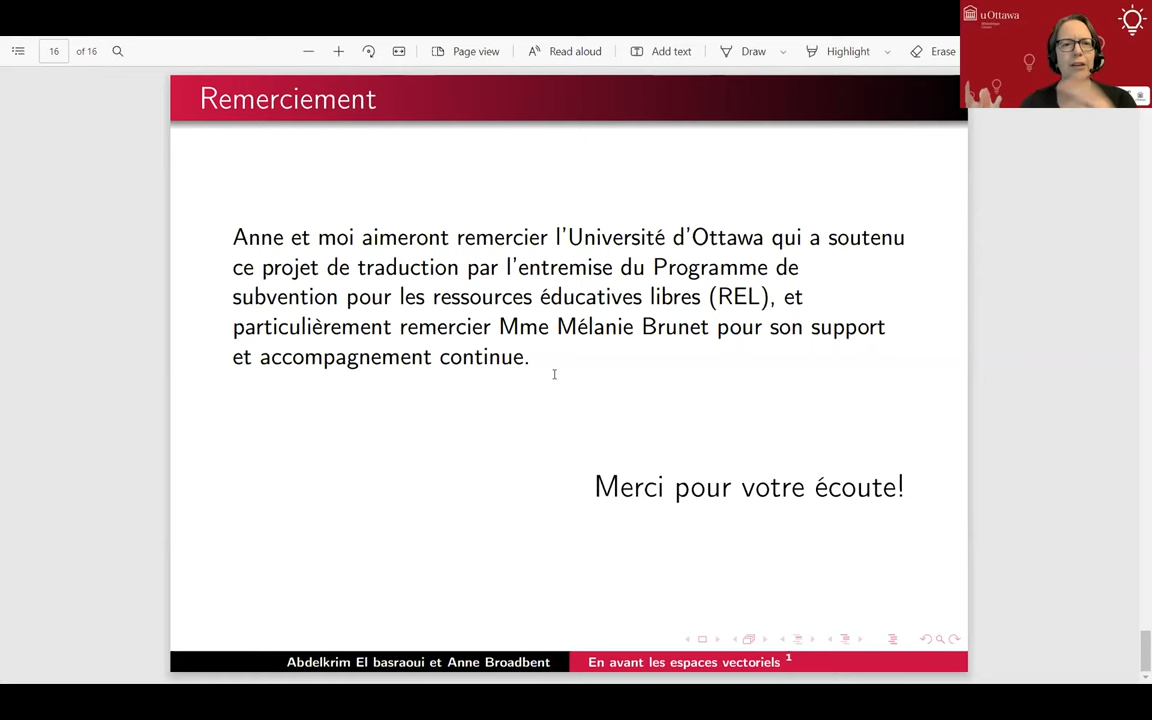 16 of 16 Page view Read aloud Add text Draw Highlight Erase
uOttawa
Remerciement
Anne et moi aimeront remercier l'Université d'Ottawa qui a soutenu
ce projet de traduction par l'entremise du Programme de
subvention pour les ressources éducatives libres (REL), et
particulièrement remercier Mme Mélanie Brunet pour son support
et accompagnement continue.
Merci pour votre écoute!
Abdelkrim El basraoui et Anne Broadbent En avant les espaces vectoriels 1